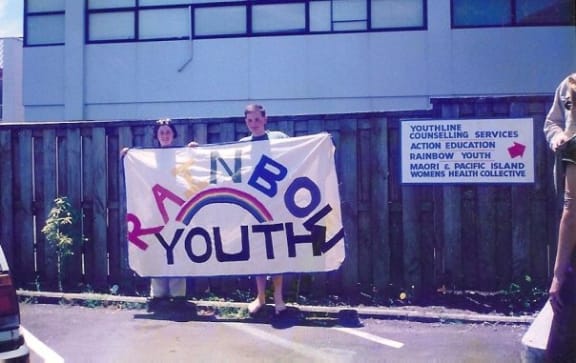 RAINBOW
YOUTH
YOUTHLINE
COUNSELLING SERVICES
ACTION EDUCATION
RAINBOW YOUTH
MAORI & PACIFIC ISLAND
WOMENS HEALTH COLLECTIVE